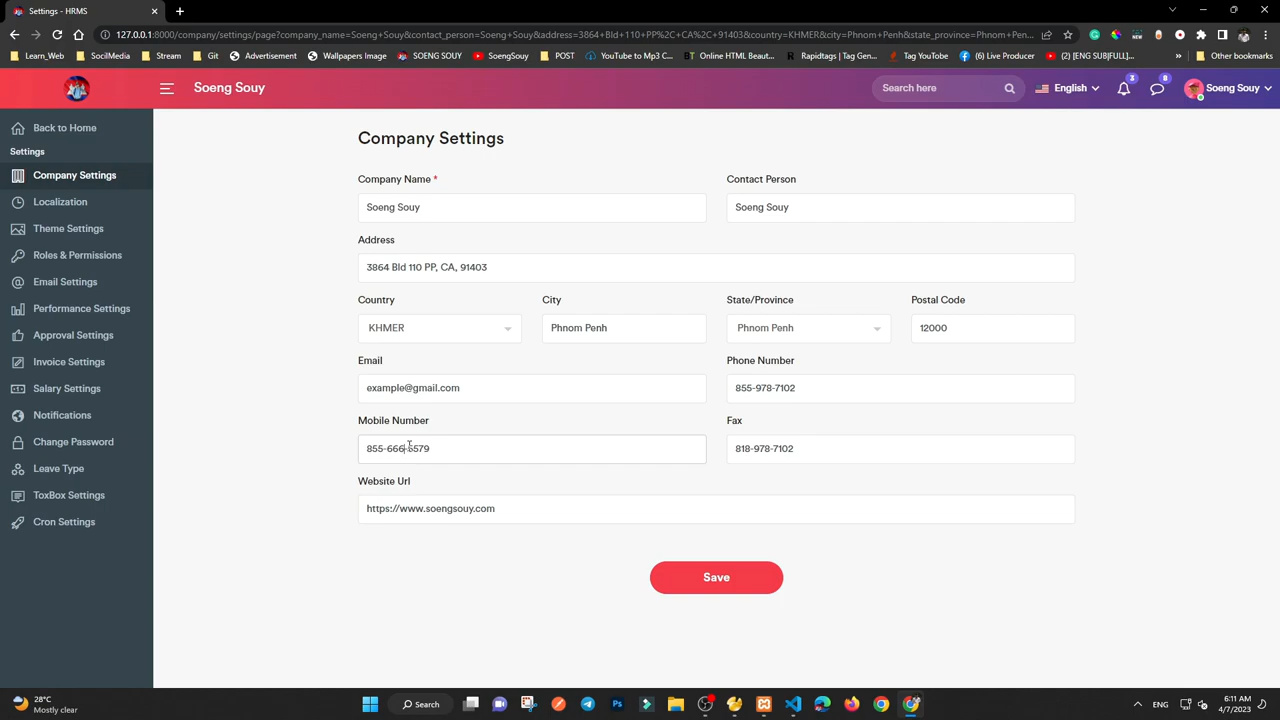 Settings - HRMS
127.0.0.1:8000/company/settings/page?company_name=Soeng+Souy&contact_person=Soeng+Souy&address=3864+Bld+110+PP%2C+CA%2C+91403&country=KHMER&city=Phnom+Penh&state_province=Phnom+Pen...
Learn_Web
SocilMedia
Stream
Git
Advertisement
Wallpapers Image
SOENG SOUY
SoengSouy
POST
YouTube to Mp3 C...
Online HTML Beaut...
Rapidtags | Tag Gen...
Tag YouTube
(6) Live Producer
(2) [ENG SUB|FULL]...
»
Other bookmarks
Soeng Souy
Search here
English
3
8
Soeng Souy
Back to Home
Settings
Company Settings
Localization
Theme Settings
Roles & Permissions
Email Settings
Performance Settings
Approval Settings
Invoice Settings
Salary Settings
Notifications
Change Password
Leave Type
ToxBox Settings
Cron Settings
Company Settings
Company Name *
Contact Person
Soeng Souy
Soeng Souy
Address
3864 Bld 110 PP, CA, 91403
Country
City
State/Province
Postal Code
KHMER
Phnom Penh
Phnom Penh
12000
Email
Phone Number
example@gmail.com
855-978-7102
Mobile Number
Fax
855-666-5579
818-978-7102
Website Url
https://www.soengsouy.com
Save
28°C
Mostly clear
Search
ENG
6:11 AM
4/7/2023